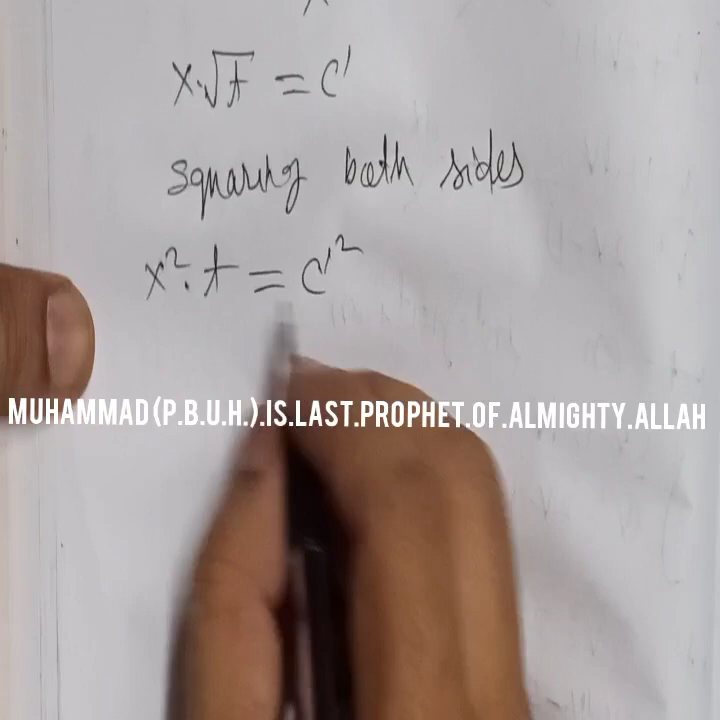 x·√t = c'
squaring both sides
x²·t = c'²
MUHAMMAD(P.B.U.H.).IS.LAST.PROPHET.OF.ALMIGHTY.ALLAH